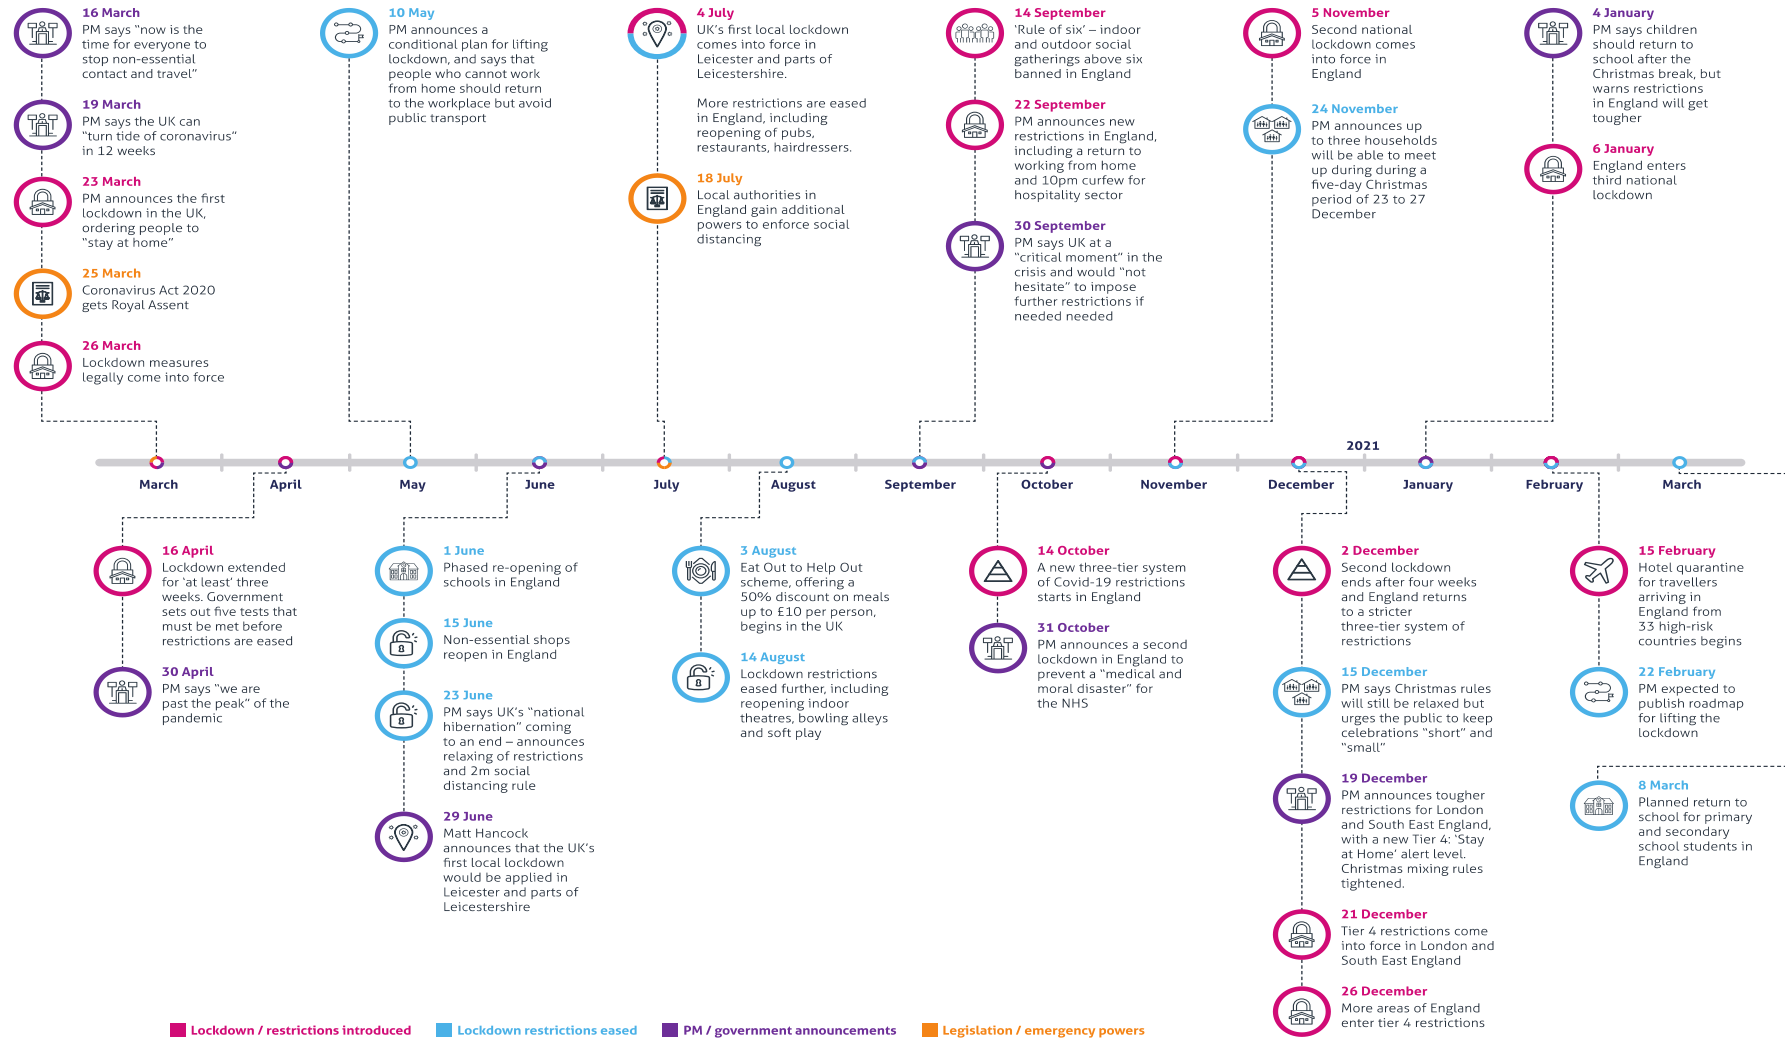 16 March
PM says “now is the
time for everyone to
stop non-essential
contact and travel”
19 March
PM says the UK can
“turn tide of coronavirus”
in 12 weeks
23 March
PM announces the first
lockdown in the UK,
ordering people to
“stay at home”
25 March
Coronavirus Act 2020
gets Royal Assent
26 March
Lockdown measures
legally come into force
10 May
PM announces a
conditional plan for lifting
lockdown, and says that
people who cannot work
from home should return
to the workplace but avoid
public transport
4 July
UK’s first local lockdown
comes into force in
Leicester and parts of
Leicestershire.
More restrictions are eased
in England, including
reopening of pubs,
restaurants, hairdressers.
18 July
Local authorities in
England gain additional
powers to enforce social
distancing
14 September
‘Rule of six’ – indoor
and outdoor social
gatherings above six
banned in England
22 September
PM announces new
restrictions in England,
including a return to
working from home
and 10pm curfew for
hospitality sector
30 September
PM says UK at a
“critical moment” in the
crisis and would “not
hesitate” to impose
further restrictions if
needed needed
5 November
Second national
lockdown comes
into force in
England
24 November
PM announces up
to three households
will be able to meet
up during during a
five-day Christmas
period of 23 to 27
December
4 January
PM says children
should return to
school after the
Christmas break, but
warns restrictions
in England will get
tougher
6 January
England enters
third national
lockdown
2021
March
April
May
June
July
August
September
October
November
December
January
February
March
16 April
Lockdown extended
for ‘at least’ three
weeks. Government
sets out five tests that
must be met before
restrictions are eased
30 April
PM says “we are
past the peak” of the
pandemic
1 June
Phased re-opening of
schools in England
15 June
Non-essential shops
reopen in England
23 June
PM says UK’s “national
hibernation” coming
to an end – announces
relaxing of restrictions
and 2m social
distancing rule
29 June
Matt Hancock
announces that the UK’s
first local lockdown
would be applied in
Leicester and parts of
Leicestershire
3 August
Eat Out to Help Out
scheme, offering a
50% discount on meals
up to £10 per person,
begins in the UK
14 August
Lockdown restrictions
eased further, including
reopening indoor
theatres, bowling alleys
and soft play
14 October
A new three-tier system
of Covid-19 restrictions
starts in England
31 October
PM announces a second
lockdown in England to
prevent a “medical and
moral disaster” for
the NHS
2 December
Second lockdown
ends after four weeks
and England returns
to a stricter
three-tier system of
restrictions
15 December
PM says Christmas rules
will still be relaxed but
urges the public to keep
celebrations “short” and
“small”
19 December
PM announces tougher
restrictions for London
and South East England,
with a new Tier 4: ‘Stay
at Home’ alert level.
Christmas mixing rules
tightened.
21 December
Tier 4 restrictions come
into force in London and
South East England
26 December
More areas of England
enter tier 4 restrictions
15 February
Hotel quarantine
for travellers
arriving in
England from
33 high-risk
countries begins
22 February
PM expected to
publish roadmap
for lifting the
lockdown
8 March
Planned return to
school for primary
and secondary
school students in
England
Lockdown / restrictions introduced
Lockdown restrictions eased
PM / government announcements
Legislation / emergency powers